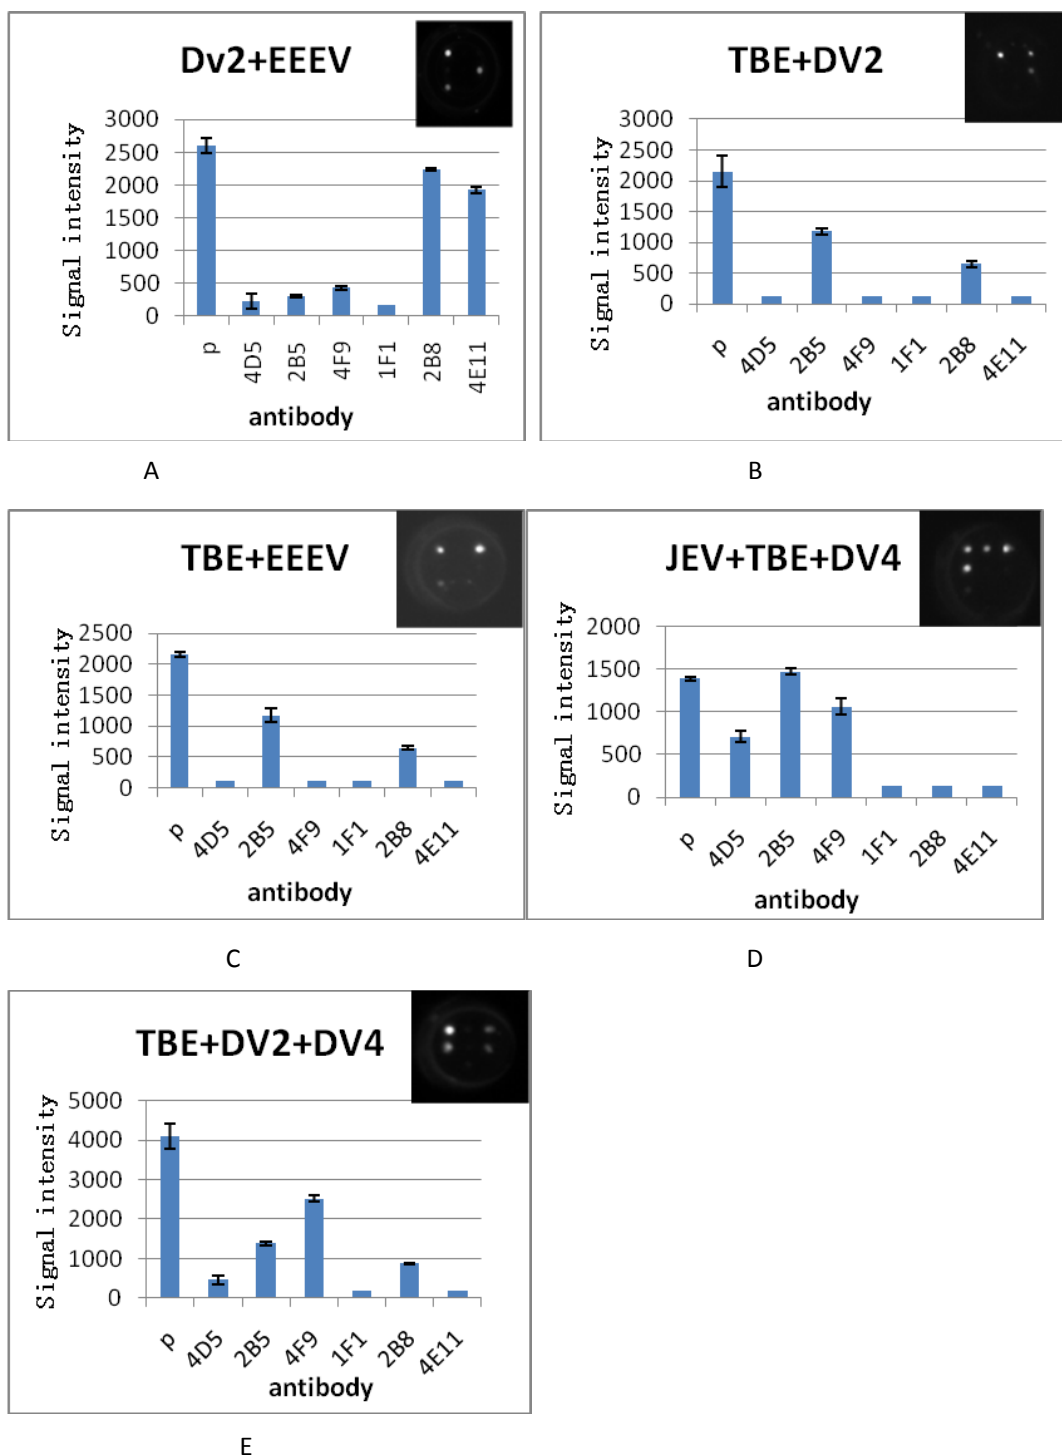 Dv2+EEEV
Signal intensity
3000
2500
2000
1500
1000
500
0
p 4D5 2B5 4F9 1F1 2B8 4E11
antibody
A
TBE+DV2
Signal intensity
3000
2500
2000
1500
1000
500
0
p 4D5 2B5 4F9 1F1 2B8 4E11
antibody
B
TBE+EEEV
Signal intensity
2500
2000
1500
1000
500
0
p 4D5 2B5 4F9 1F1 2B8 4E11
antibody
C
JEV+TBE+DV4
Signal intensity
2000
1500
1000
500
0
p 4D5 2B5 4F9 1F1 2B8 4E11
antibody
D
TBE+DV2+DV4
Signal intensity
5000
4000
3000
2000
1000
0
p 4D5 2B5 4F9 1F1 2B8 4E11
antibody
E